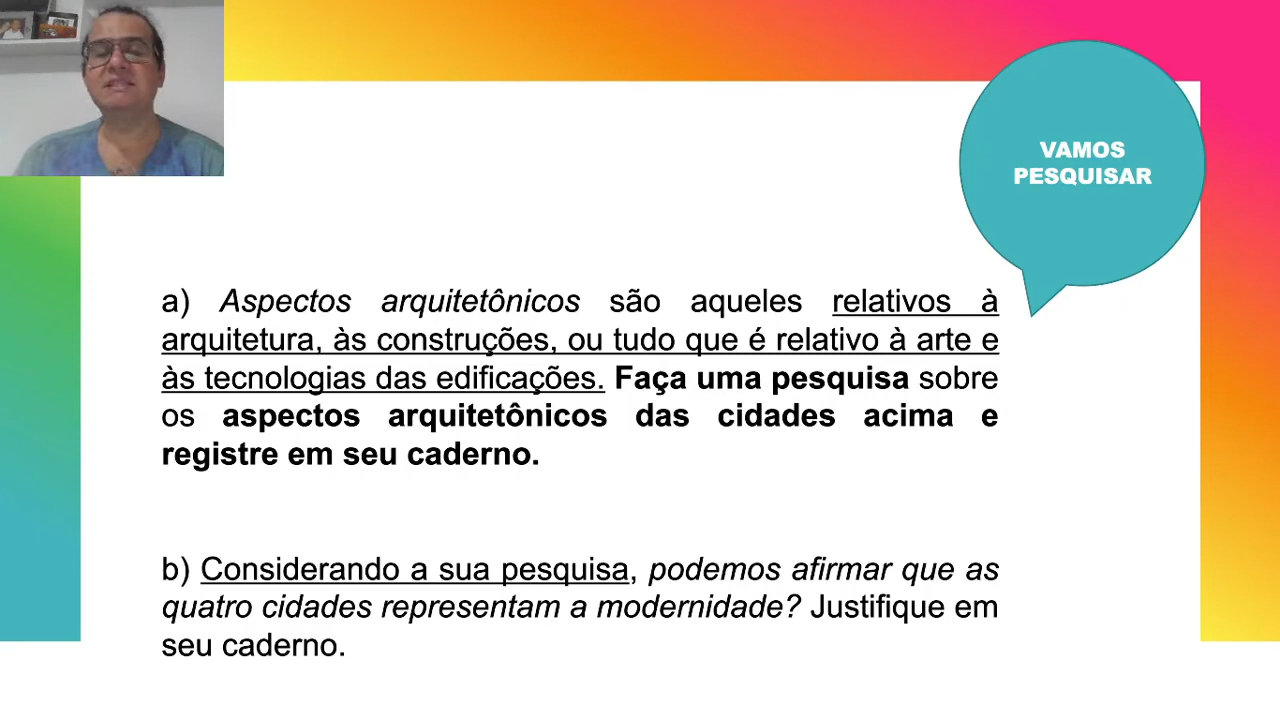 VAMOS
PESQUISAR
a) Aspectos arquitetônicos são aqueles relativos à
arquitetura, às construções, ou tudo que é relativo à arte e
às tecnologias das edificações. Faça uma pesquisa sobre
os aspectos arquitetônicos das cidades acima e
registre em seu caderno.
b) Considerando a sua pesquisa, podemos afirmar que as
quatro cidades representam a modernidade? Justifique em
seu caderno.